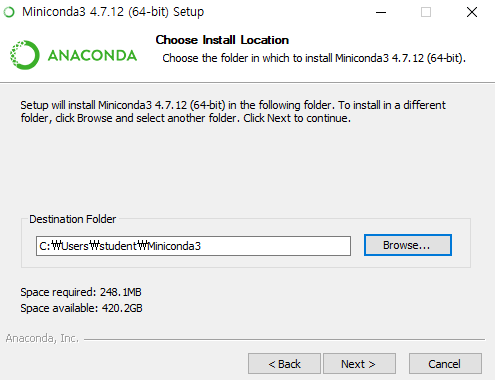 Miniconda3 4.7.12 (64-bit) Setup
ANACONDA
Choose Install Location
Choose the folder in which to install Miniconda3 4.7.12 (64-bit).
Setup will install Miniconda3 4.7.12 (64-bit) in the following folder. To install in a different
folder, click Browse and select another folder. Click Next to continue.
Destination Folder
C:₩Users₩student₩Miniconda3
Browse...
Space required: 248.1MB
Space available: 420.2GB
Anaconda, Inc.
< Back
Next >
Cancel